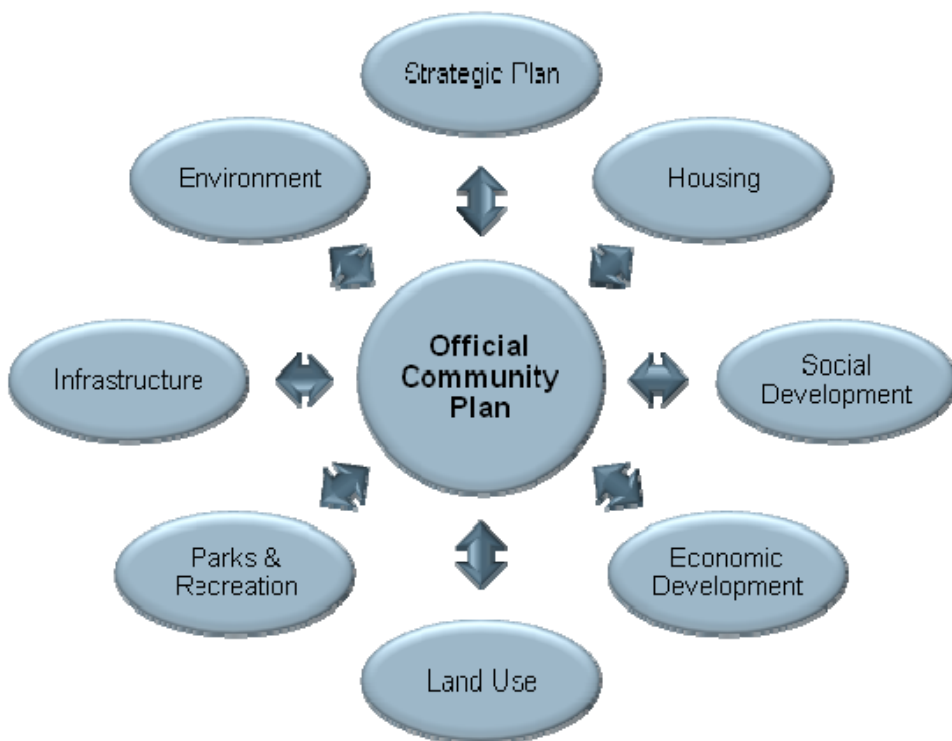 Strategic Plan
Environment
Housing
Official
Community
Plan
Infrastructure
Social
Development
Parks &
Recreation
Economic
Development
Land Use